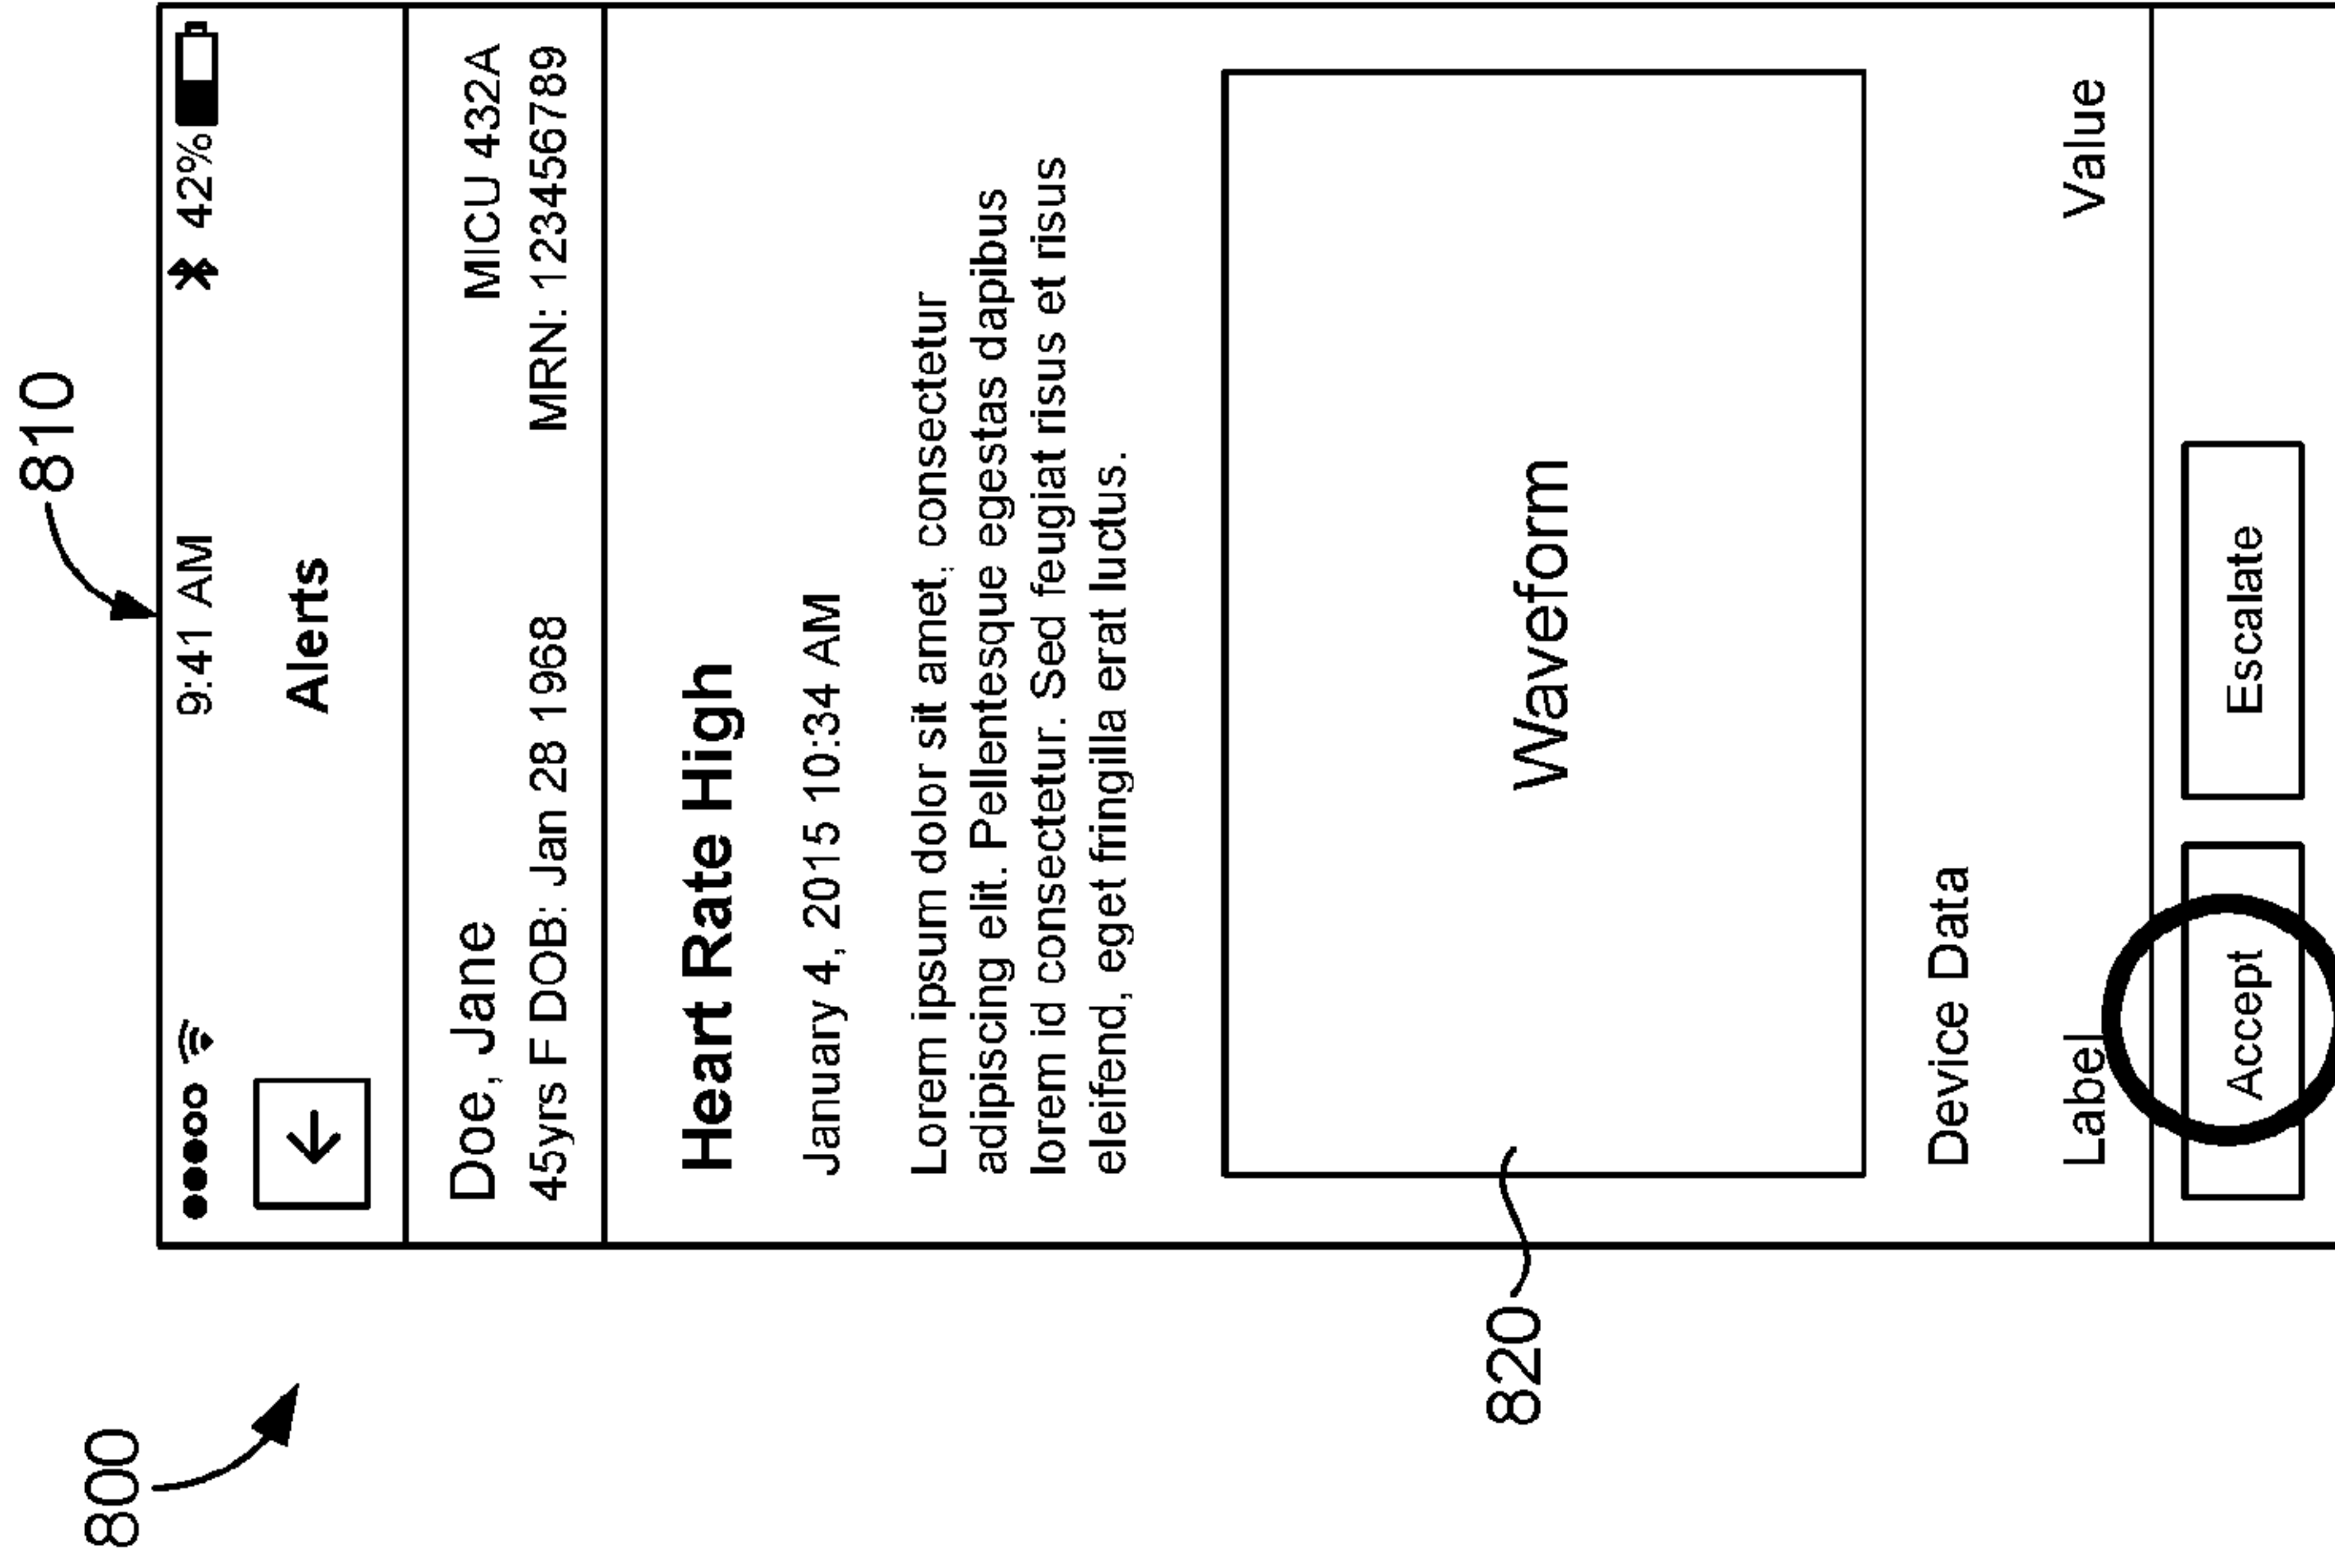 800
810
9:41 AM 42%
Alerts
Doe, Jane MICU 432A
45yrs F DOB: Jan 28 1968 MRN: 123456789
Heart Rate High
January 4, 2015 10:34 AM
Lorem ipsum dolor sit amet, consectetur
adipiscing elit. Pellentesque egestas dapibus
lorem id consectetur. Sed feugiat risus et risus
eleifend, eget fringilla erat luctus.
820
Waveform
Device Data
Label Value
Accept Escalate